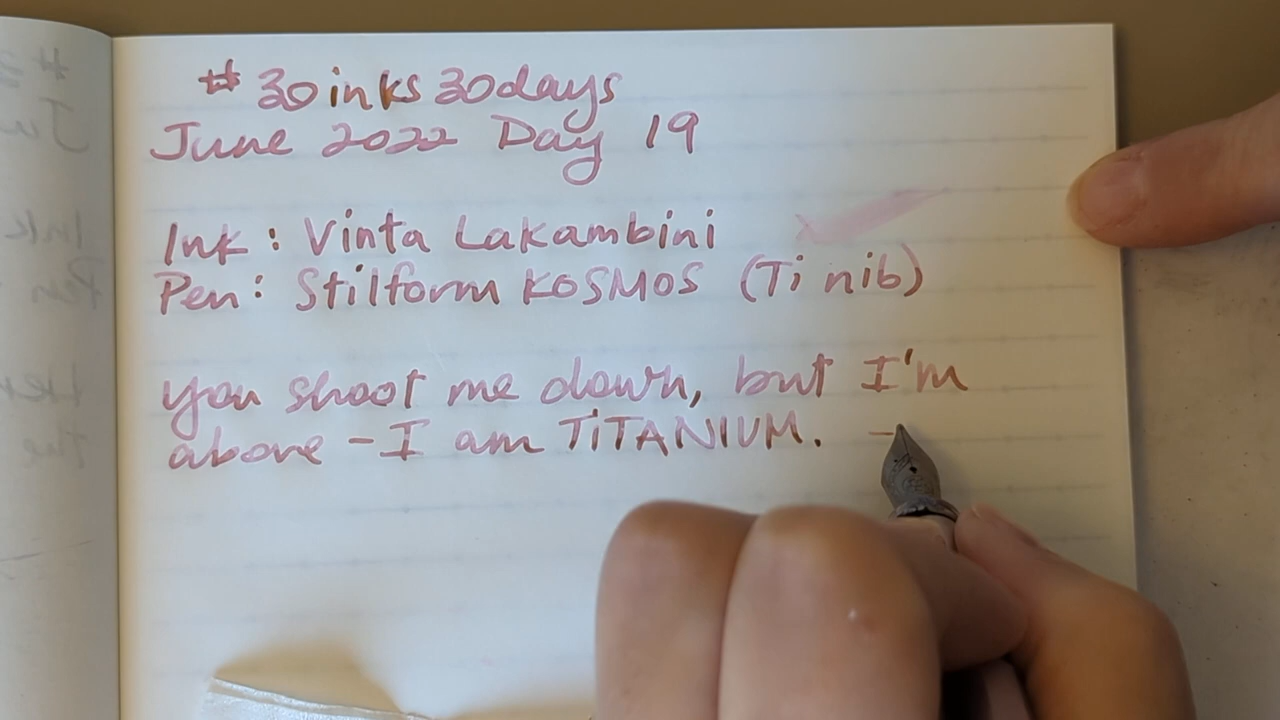 #30inks30days
June 2022 Day 19
Ink: Vinta Lakambini
Pen: Stilform KOSMOS (Ti nib)
You shoot me down, but I'm
above - I am TiTANIUM. -